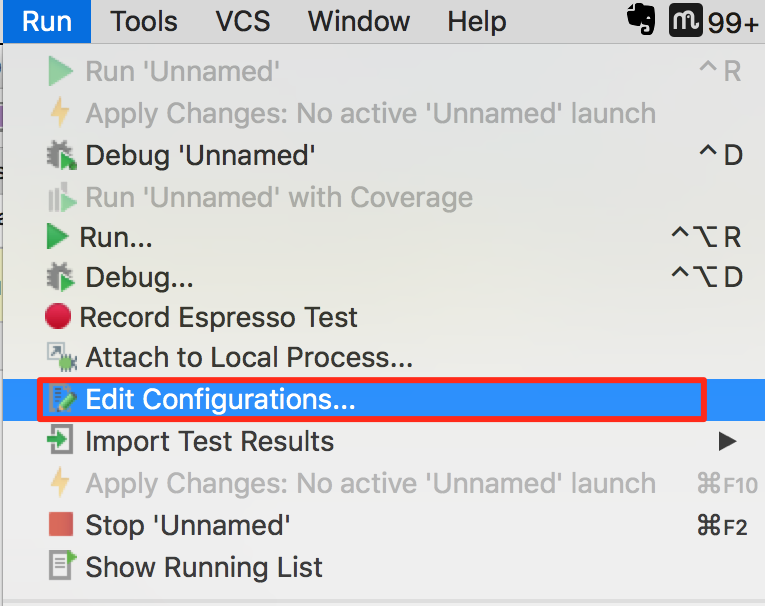 Run Tools VCS Window Help 99+
Run 'Unnamed' ^ R
Apply Changes: No active 'Unnamed' launch
Debug 'Unnamed' ^ D
Run 'Unnamed' with Coverage
Run... ^⌥ R
Debug... ^⌥ D
Record Espresso Test
Attach to Local Process...
Edit Configurations...
Import Test Results ▶
Apply Changes: No active 'Unnamed' launch ⌘F10
Stop 'Unnamed' ⌘F2
Show Running List